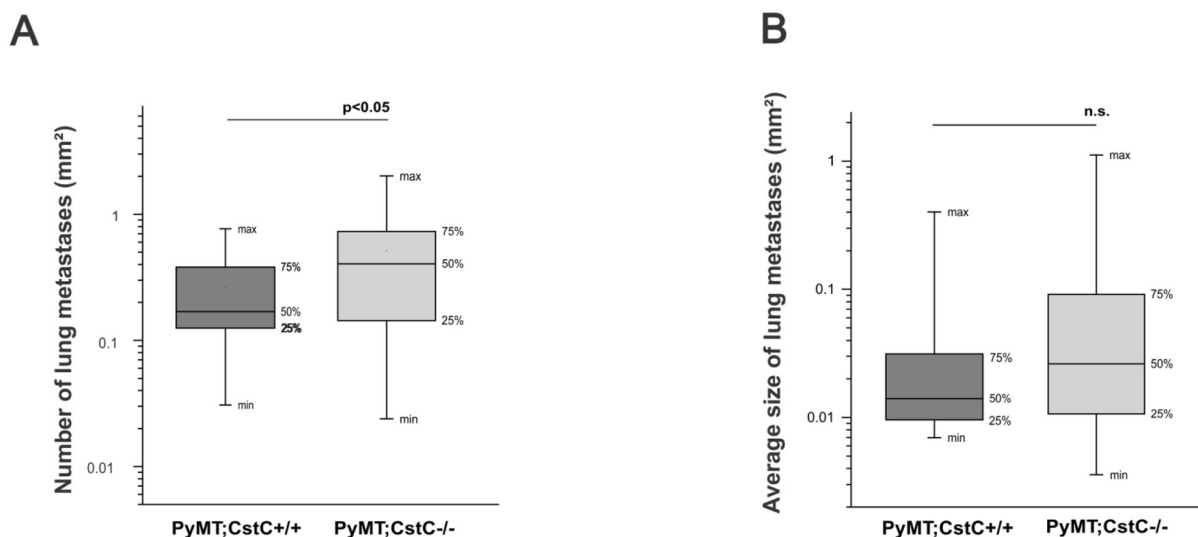 A
Number of lung metastases (mm²)
p<0.05
1
0.1
0.01
max
75%
50%
25%
min
max
75%
50%
25%
min
PyMT;CstC+/+
PyMT;CstC-/-
B
Average size of lung metastases (mm²)
n.s.
1
0.1
0.01
max
75%
50%
25%
min
max
75%
50%
25%
min
PyMT;CstC+/+
PyMT;CstC-/-